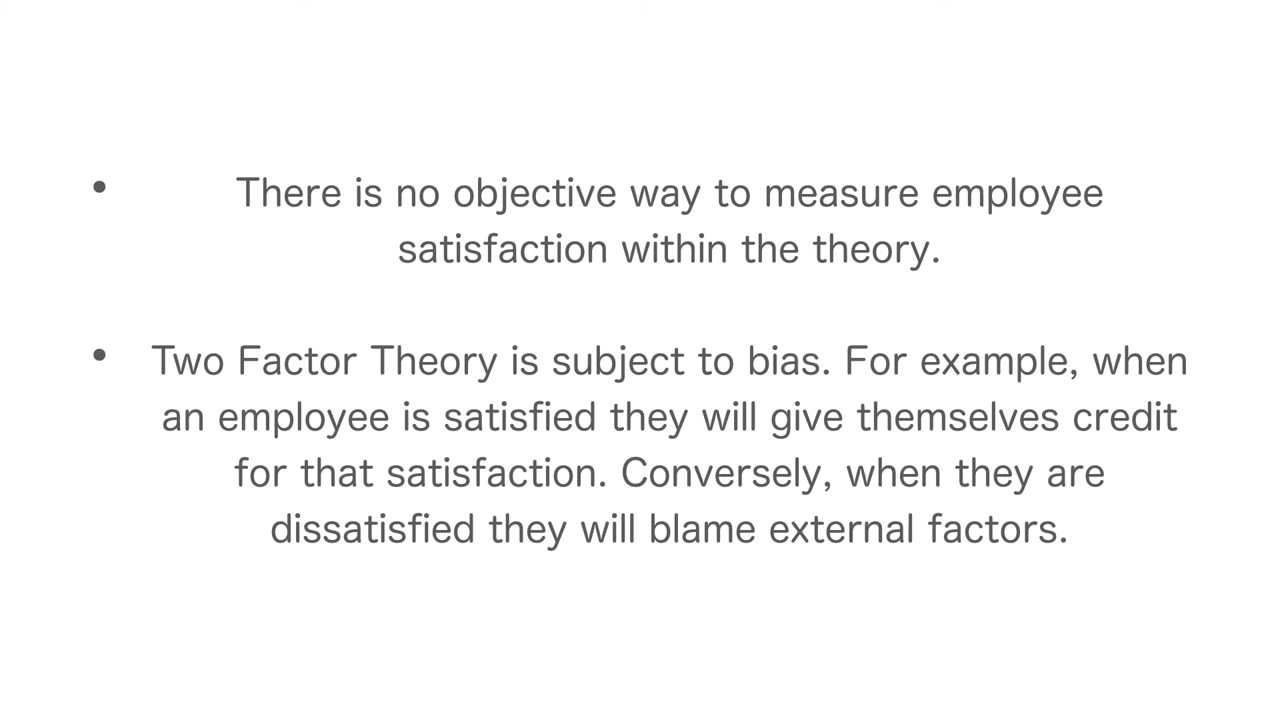 • There is no objective way to measure employee
satisfaction within the theory.
• Two Factor Theory is subject to bias. For example, when
an employee is satisfied they will give themselves credit
for that satisfaction. Conversely, when they are
dissatisfied they will blame external factors.